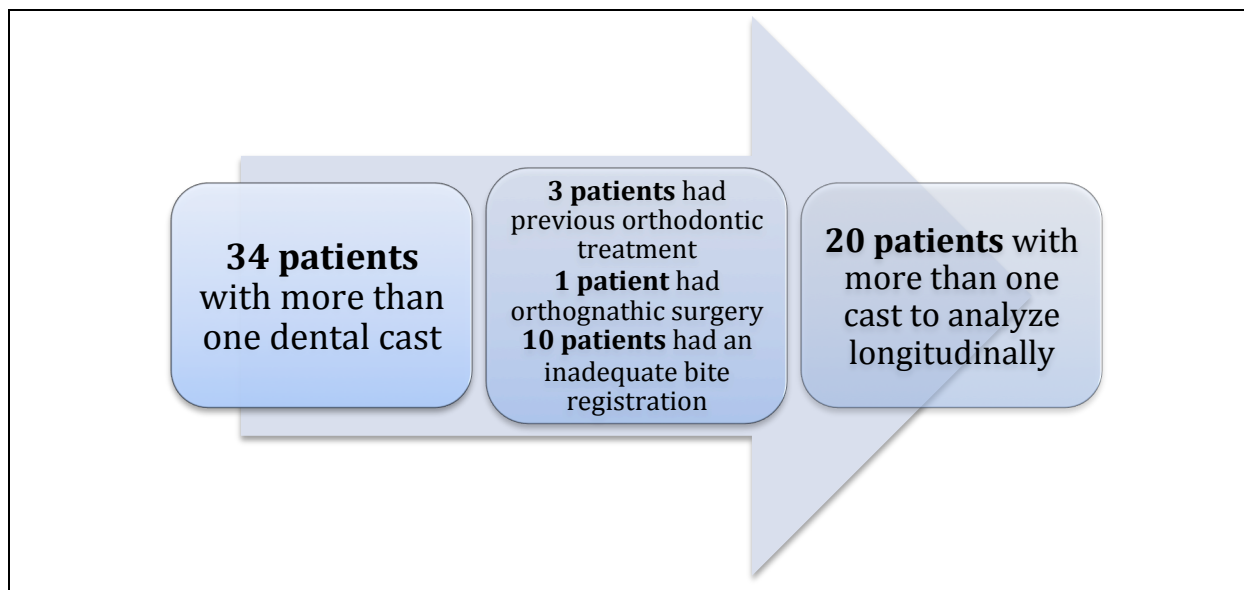 34 patients
with more than
one dental cast
3 patients had
previous orthodontic
treatment
1 patient had
orthognathic surgery
10 patients had an
inadequate bite
registration
20 patients with
more than one
cast to analyze
longitudinally